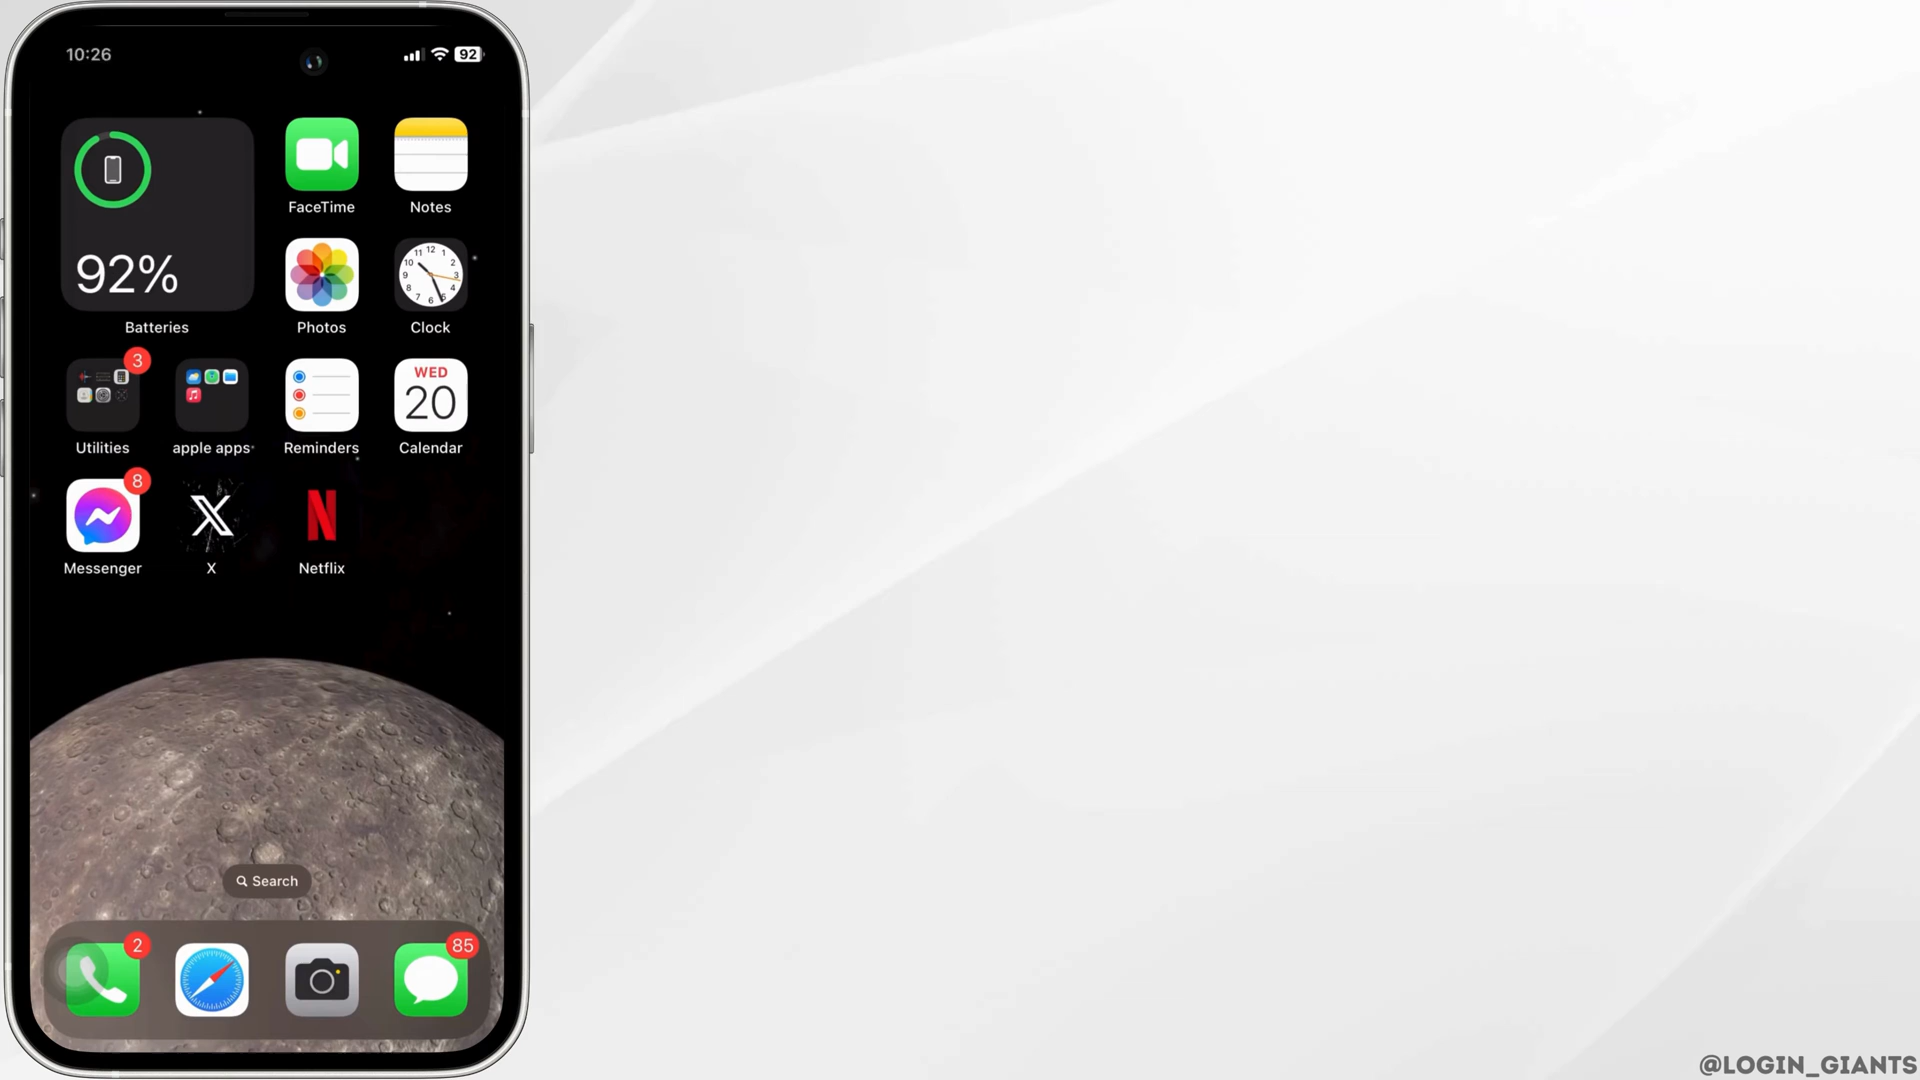 10:26
92
FaceTime
Notes
92%
Batteries
Photos
Clock
3
WED
20
Utilities
apple apps
Reminders
Calendar
8
Messenger
X
Netflix
Search
2
85
@LOGIN_GIANTS